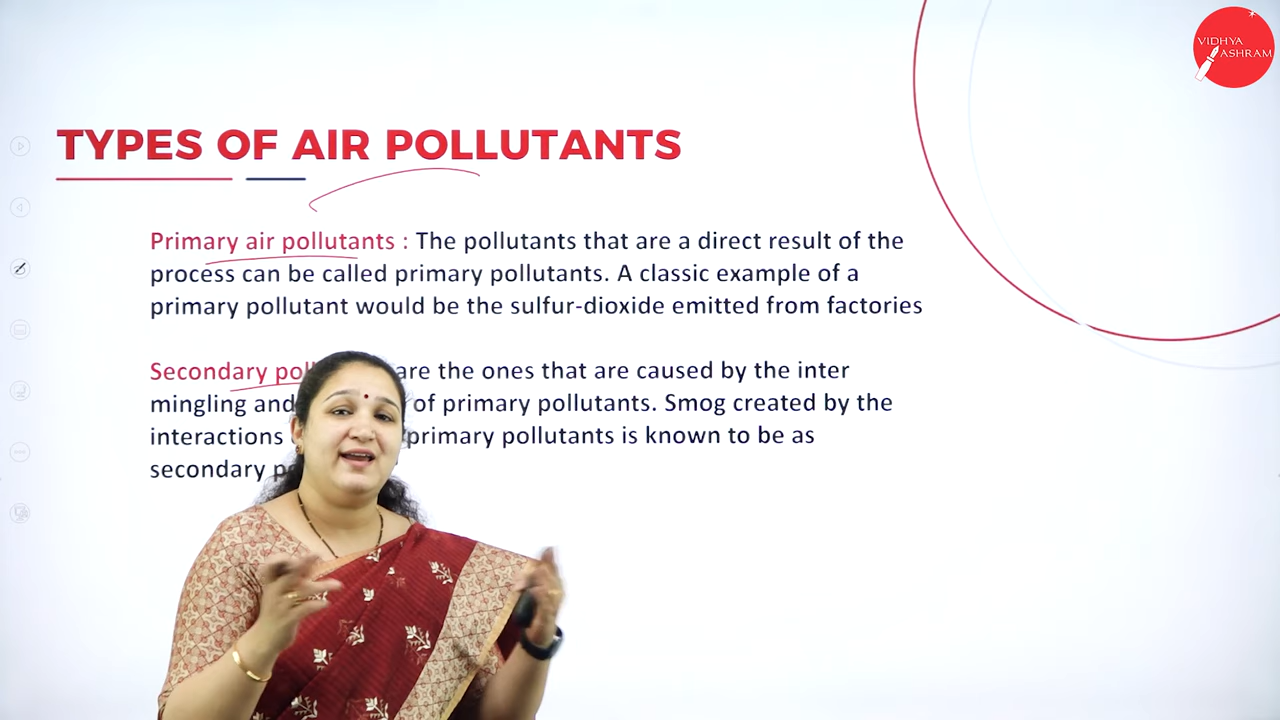 VIDHYA
ASHRAM
TYPES OF AIR POLLUTANTS
Primary air pollutants : The pollutants that are a direct result of the
process can be called primary pollutants. A classic example of a
primary pollutant would be the sulfur-dioxide emitted from factories
Secondary are the ones that are caused by the inter
mingling and of primary pollutants. Smog created by the
interactions primary pollutants is known to be as
secondary